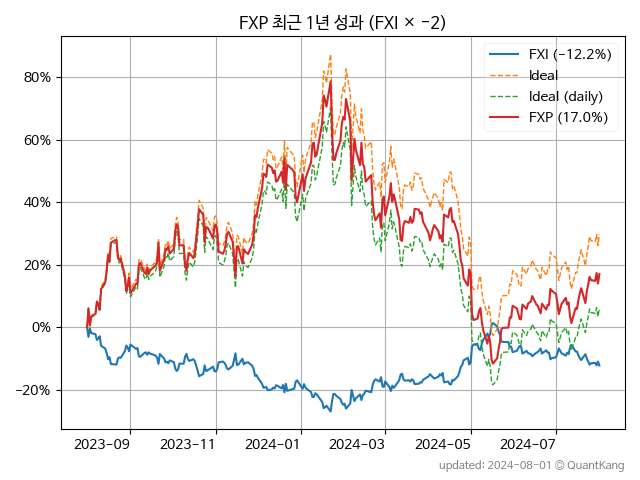 FXP 최근 1년 성과 (FXI × −2)
FXI (−12.2%)
Ideal
Ideal (daily)
FXP (17.0%)
80%
60%
40%
20%
0%
−20%
2023−09
2023−11
2024−01
2024−03
2024−05
2024−07
updated: 2024-08-01 © QuantKang